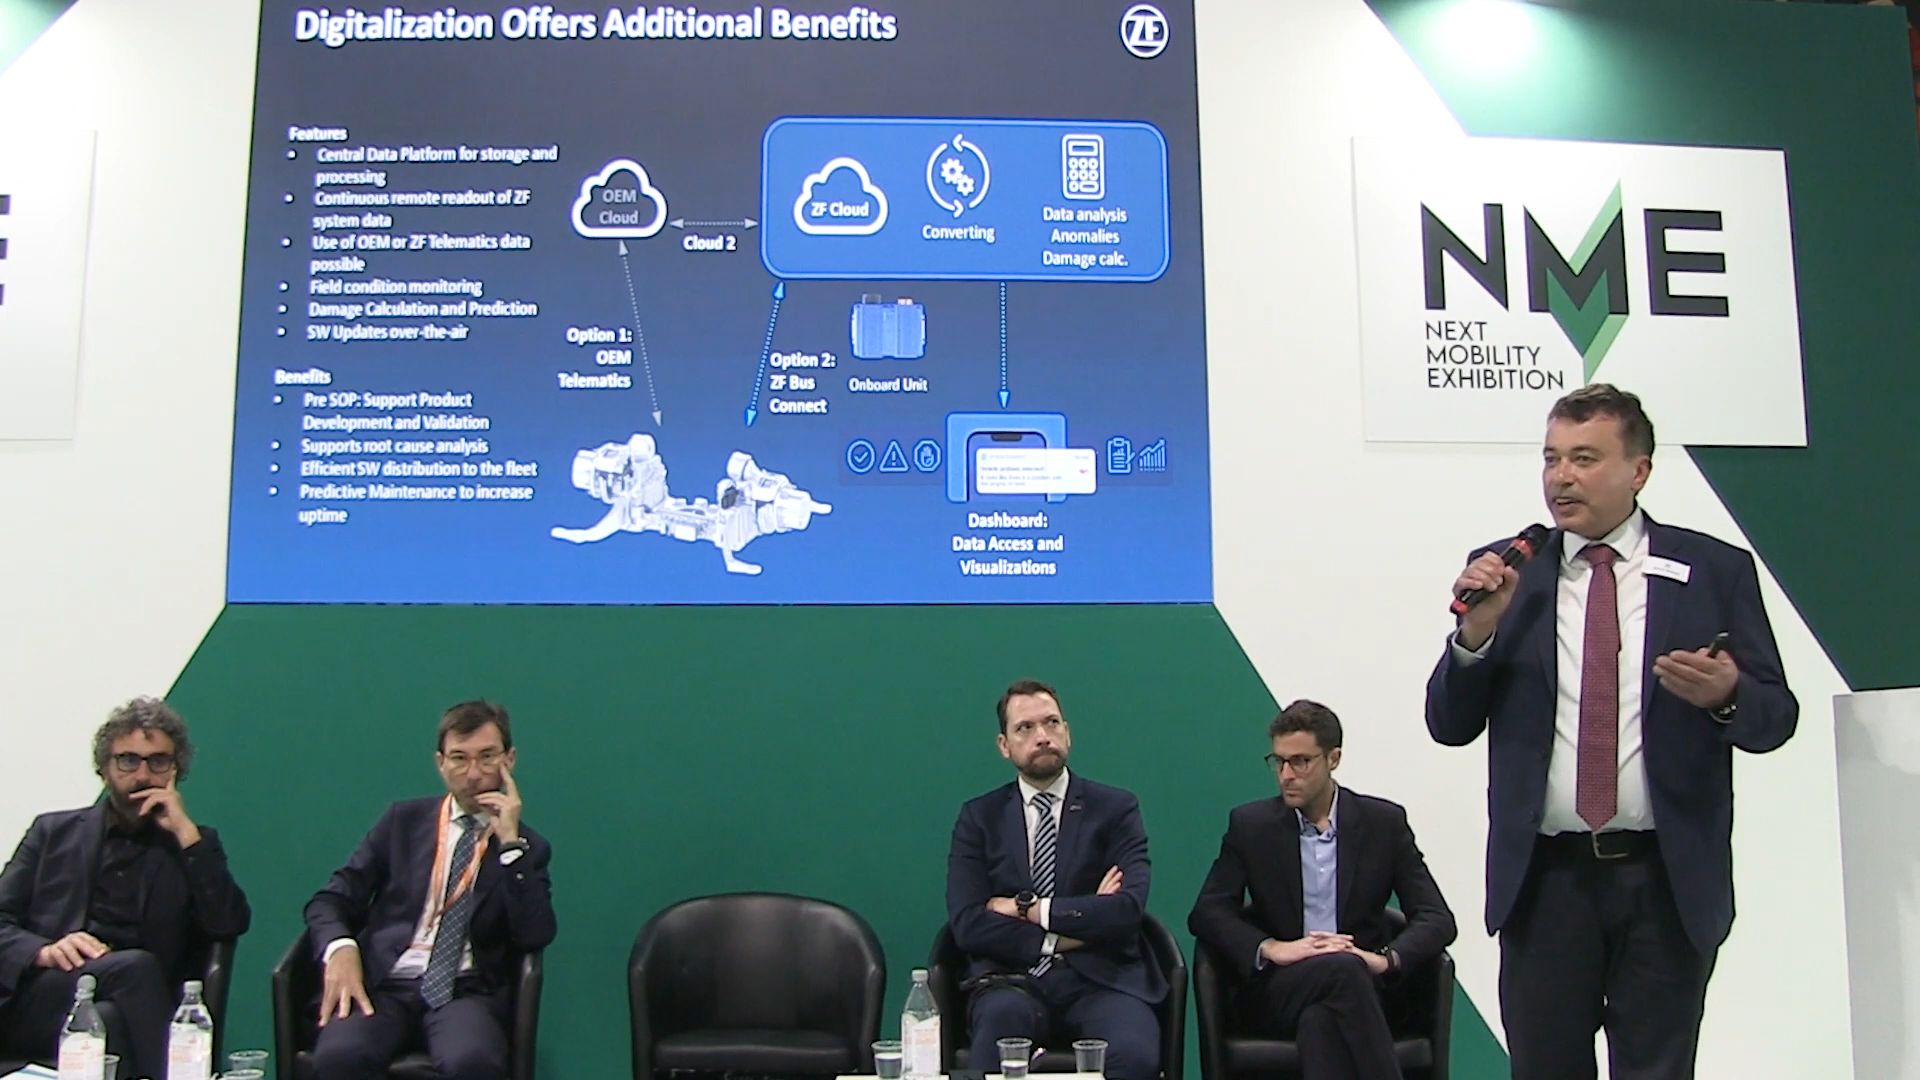 Digitalization Offers Additional Benefits
ZF
Features
• Central Data Platform for storage and
processing
• Continuous remote readout of ZF
system data
• Use of OEM or ZF Telematics data
possible
• Field condition monitoring
• Damage Calculation and Prediction
• SW Updates over-the-air
Benefits
• Pre SOP: Support Product
Development and Validation
• Supports root cause analysis
• Efficient SW distribution to the fleet
• Predictive Maintenance to increase
uptime
OEM
Cloud
Cloud 2
ZF Cloud
Converting
Data analysis
Anomalies
Damage calc.
Option 1:
OEM
Telematics
Option 2:
ZF Bus
Connect
Onboard Unit
Dashboard:
Data Access and
Visualizations
NME
NEXT
MOBILITY
EXHIBITION